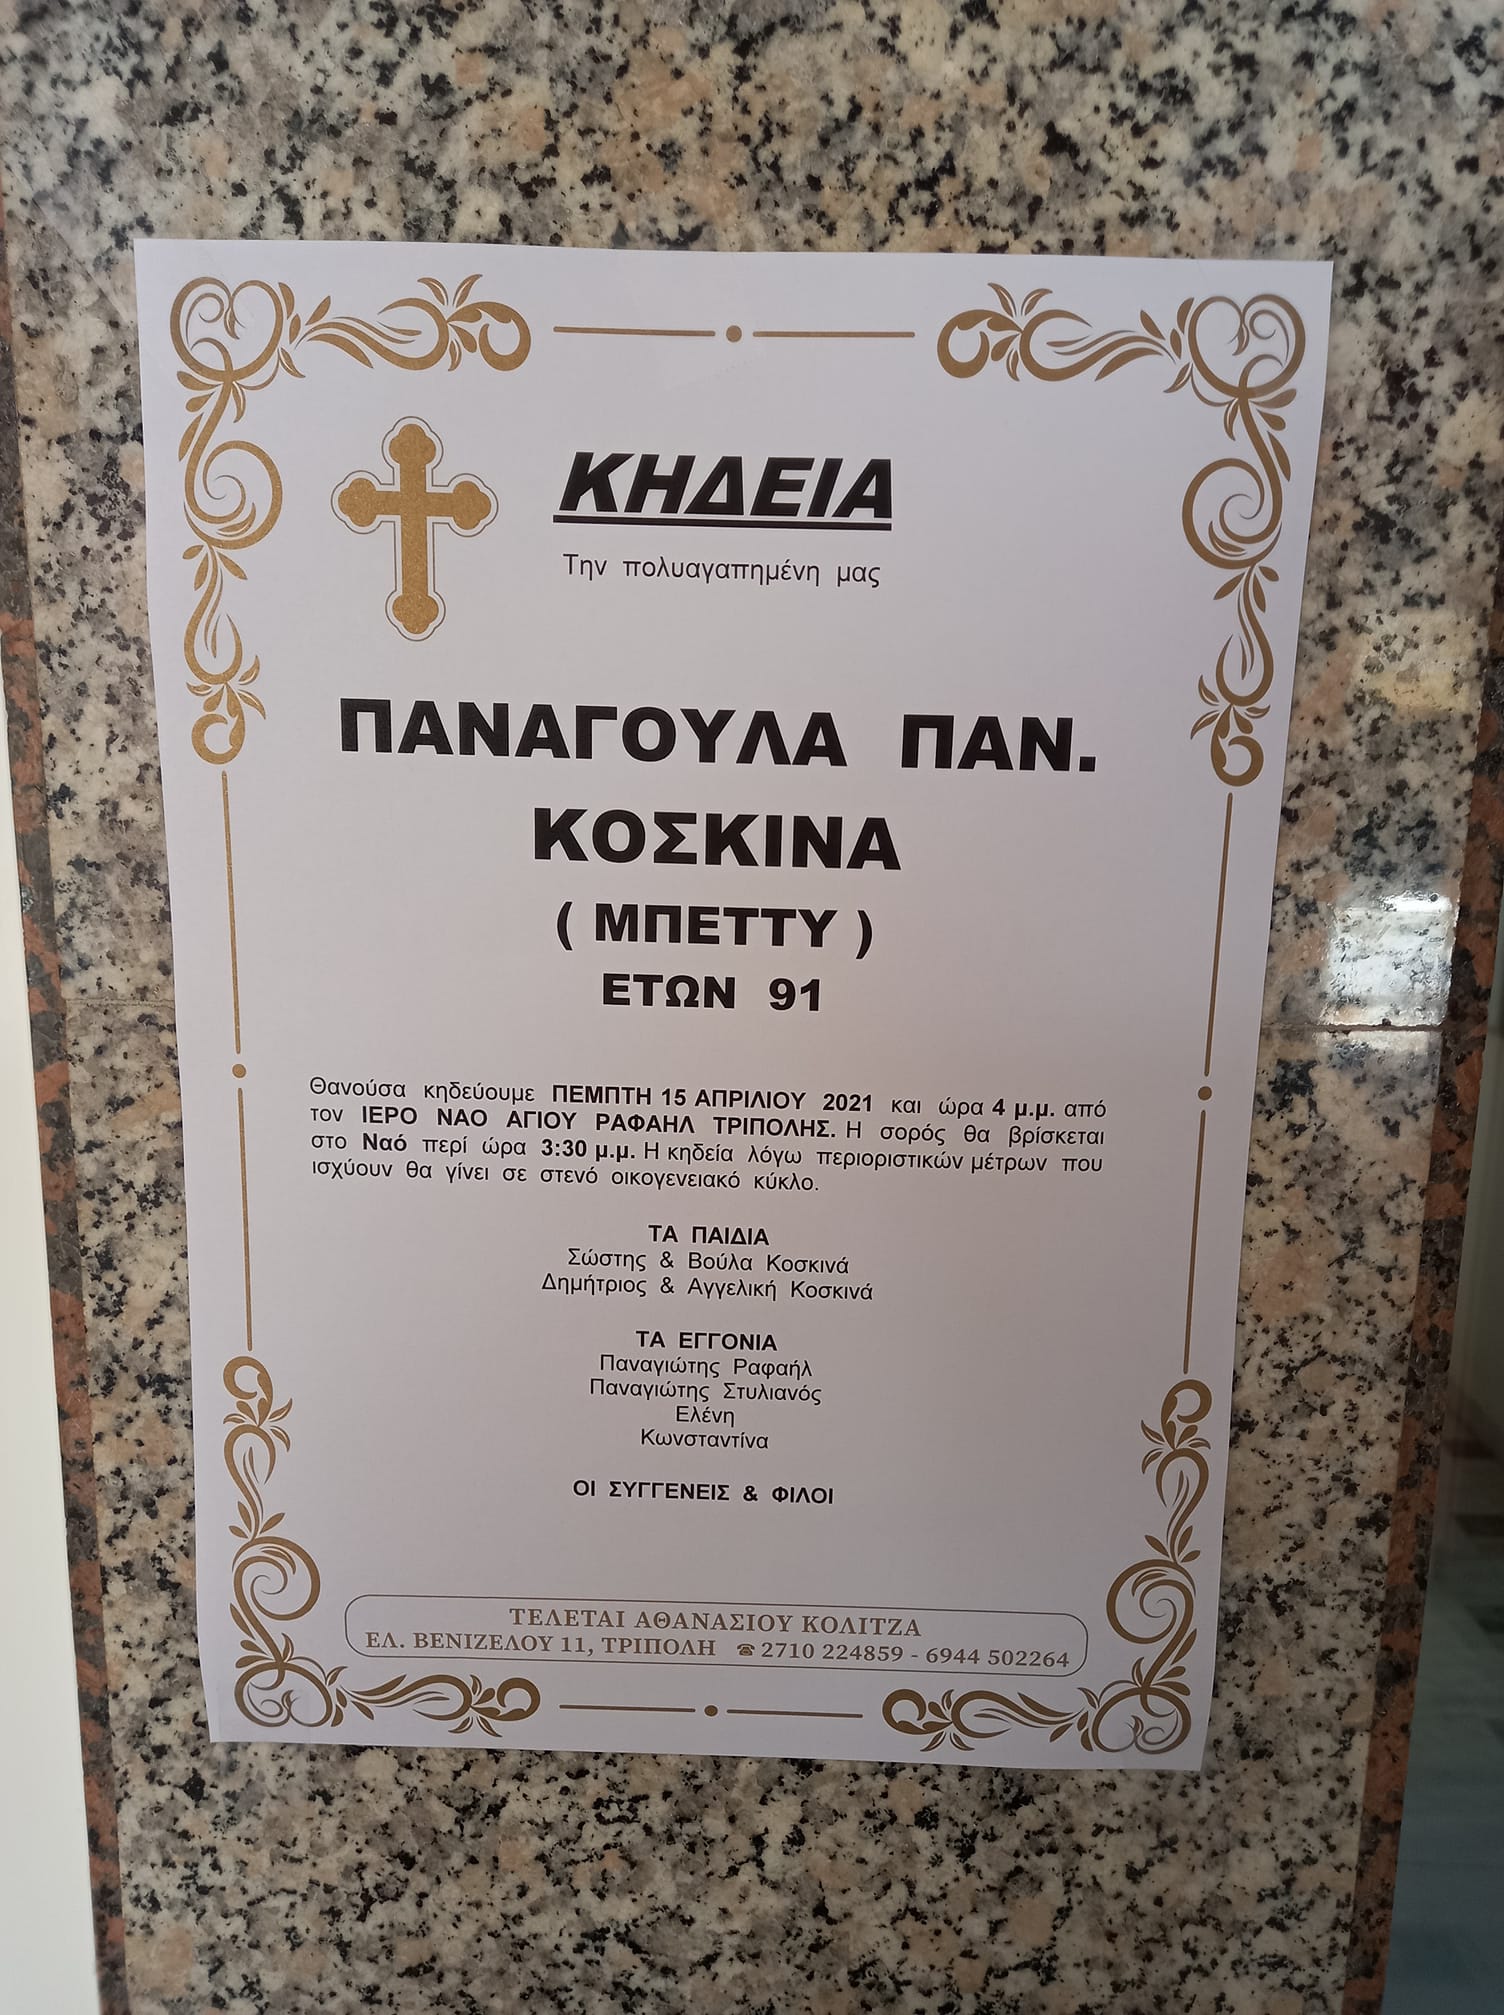 ΚΗΔΕΙΑ
Την πολυαγαπημένη μας
ΠΑΝΑΓΟΥΛΑ ΠΑΝ.
ΚΟΣΚΙΝΑ
( ΜΠΕΤΤΥ )
ΕΤΩΝ 91
Θανούσα κηδεύουμε ΠΕΜΠΤΗ 15 ΑΠΡΙΛΙΟΥ 2021 και ώρα 4 μ.μ. από
τον ΙΕΡΟ ΝΑΟ ΑΓΙΟΥ ΡΑΦΑΗΛ ΤΡΙΠΟΛΗΣ. Η σορός θα βρίσκεται
στο Ναό περί ώρα 3:30 μ.μ. Η κηδεία λόγω περιοριστικών μέτρων που
ισχύουν θα γίνει σε στενό οικογενειακό κύκλο.
ΤΑ ΠΑΙΔΙΑ
Σώστης & Βούλα Κοσκινά
Δημήτριος & Αγγελική Κοσκινά
ΤΑ ΕΓΓΟΝΙΑ
Παναγιώτης Ραφαήλ
Παναγιώτης Στυλιανός
Ελένη
Κωνσταντίνα
ΟΙ ΣΥΓΓΕΝΕΙΣ & ΦΙΛΟΙ
ΤΕΛΕΤΑΙ ΑΘΑΝΑΣΙΟΥ ΚΟΛΙΤΖΑ
ΕΛ. ΒΕΝΙΖΕΛΟΥ 11, ΤΡΙΠΟΛΗ ☎ 2710 224859 - 6944 502264